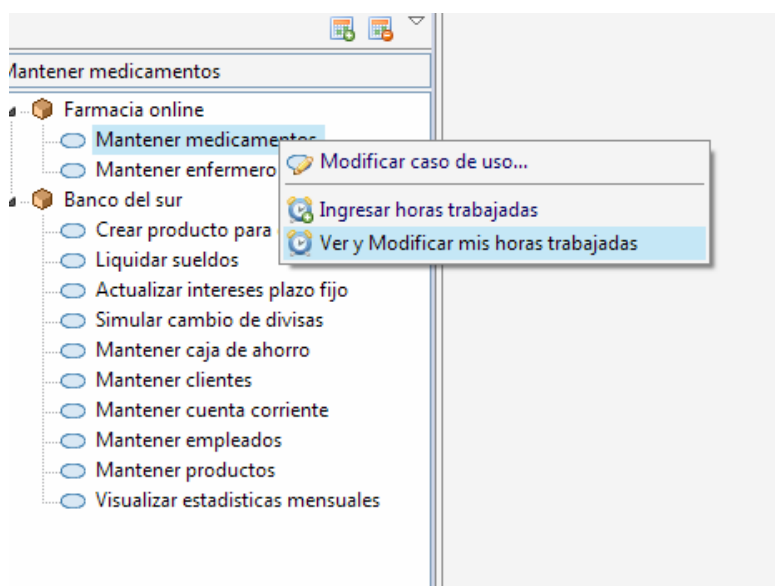 Mantener medicamentos
Farmacia online
Mantener medicamentos
Modificar caso de uso...
Mantener enfermero
Ingresar horas trabajadas
Banco del sur
Crear producto para
Ver y Modificar mis horas trabajadas
Liquidar sueldos
Actualizar intereses plazo fijo
Simular cambio de divisas
Mantener caja de ahorro
Mantener clientes
Mantener cuenta corriente
Mantener empleados
Mantener productos
Visualizar estadisticas mensuales